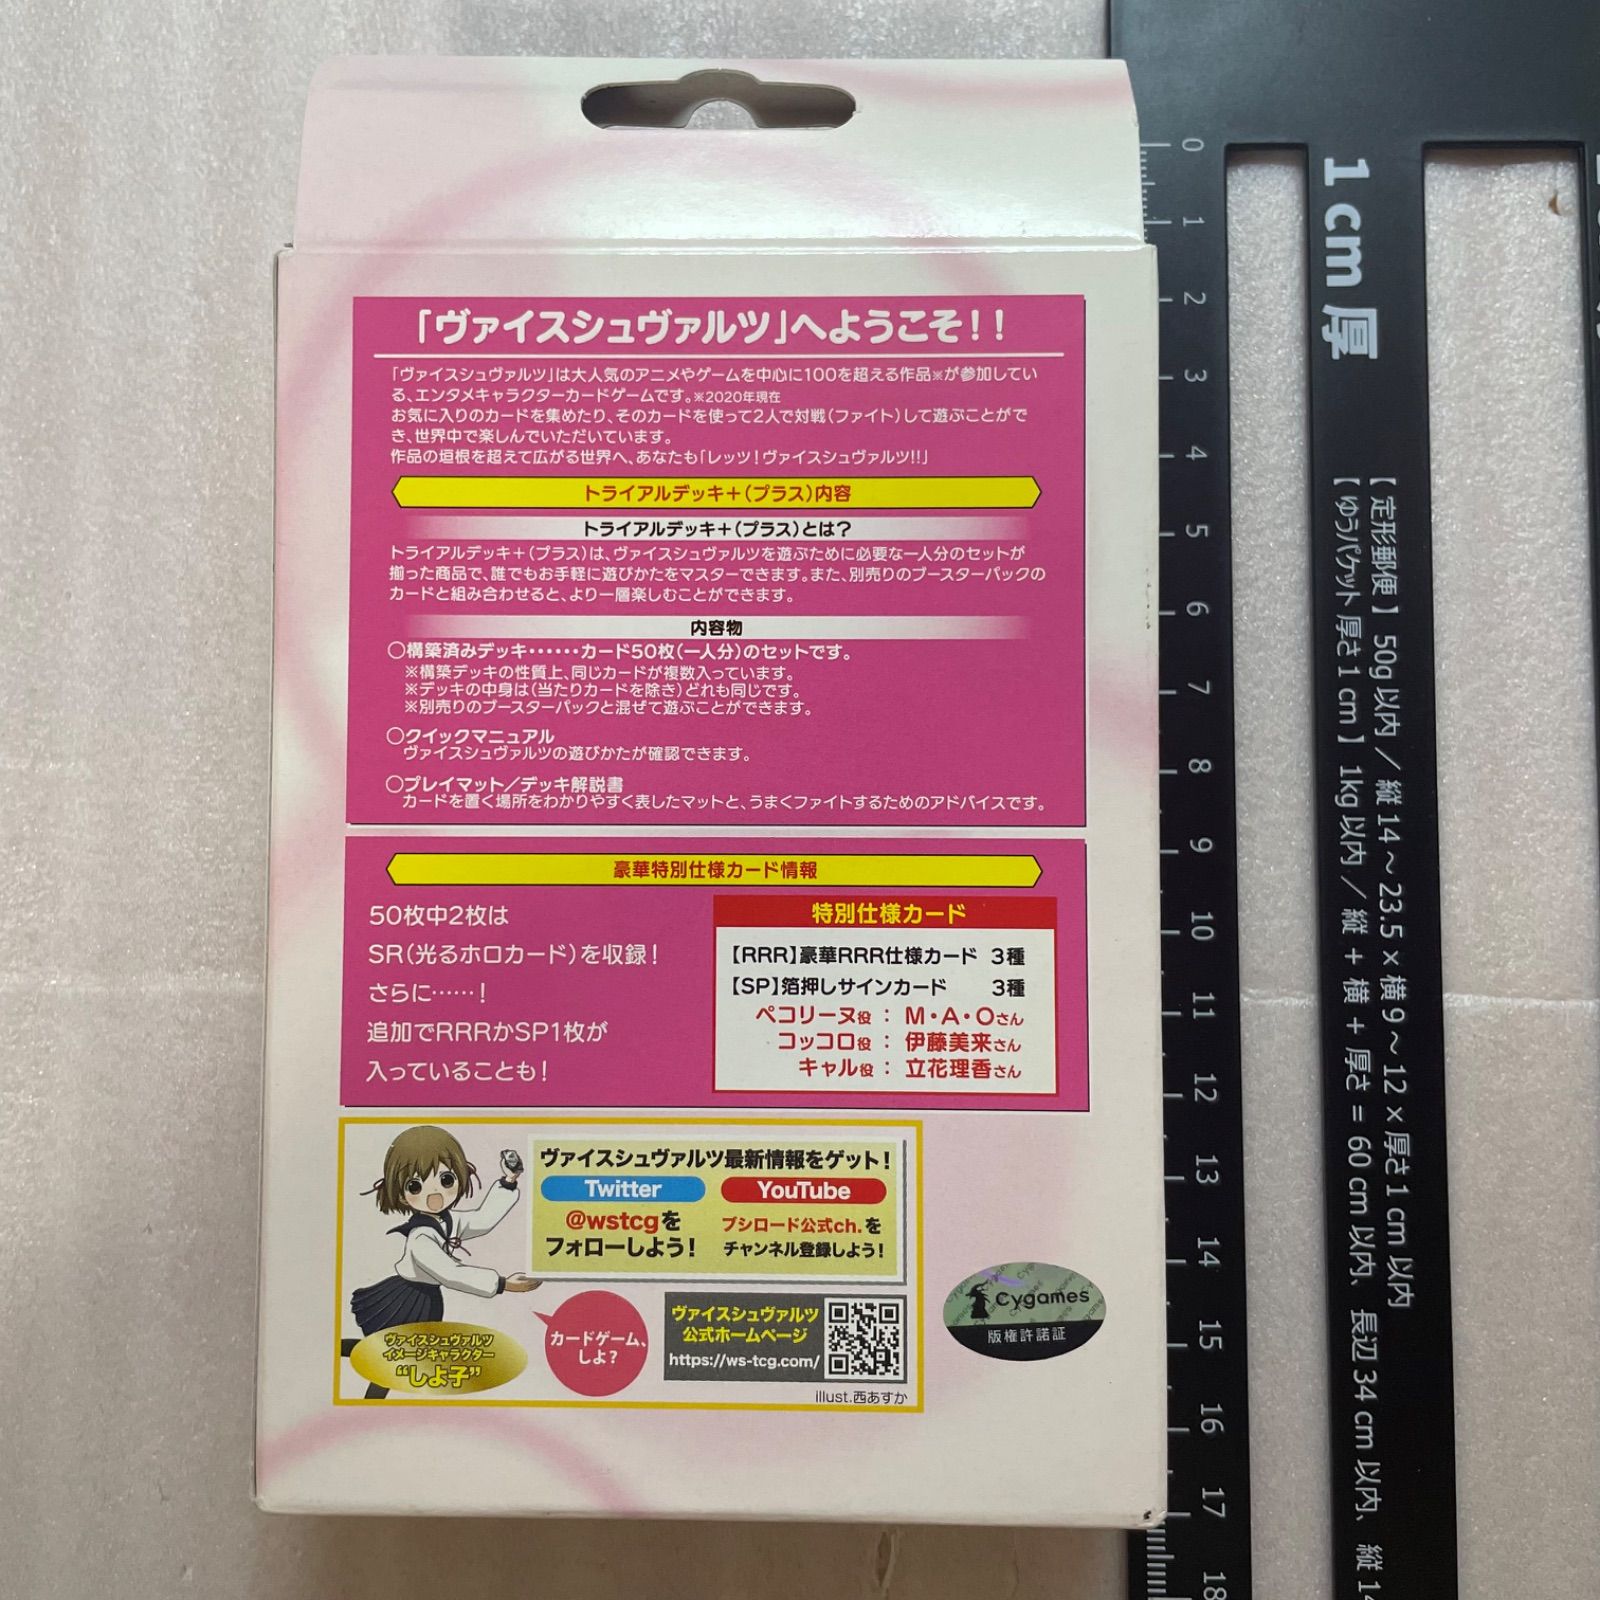 「ヴァイスシュヴァルツ」へようこそ！！
「ヴァイスシュヴァルツ」は大人気のアニメやゲームを中心に100を超える作品※が参加してい
る、エンタメキャラクターカードゲームです。※2020年現在
お気に入りのカードを集めたり、そのカードを使って2人で対戦(ファイト)して遊ぶことがで
き、世界中で楽しんでいただいています。
作品の垣根を超えて広がる世界へ、あなたも「レッツ！ヴァイスシュヴァルツ!!」
トライアルデッキ＋(プラス)内容
トライアルデッキ＋(プラス)とは？
トライアルデッキ＋(プラス)は、ヴァイスシュヴァルツを遊ぶために必要な一人分のセットが
揃った商品で、誰でもお手軽に遊びかたをマスターできます。また、別売りのブースターパックの
カードと組み合わせると、より一層楽しむことができます。
内容物
○構築済みデッキ‥‥‥カード50枚(一人分)のセットです。
※構築デッキの性質上、同じカードが複数入っています。
※デッキの中身は(当たりカードを除き)どれも同じです。
※別売りのブースターパックと混ぜて遊ぶことができます。
○クイックマニュアル
ヴァイスシュヴァルツの遊びかたが確認できます。
○プレイマット／デッキ解説書
カードを置く場所をわかりやすく表したマットと、うまくファイトするためのアドバイスです。
豪華特別仕様カード情報
50枚中2枚は
SR(光るホロカード)を収録！
さらに……！
追加でRRRかSP1枚が
入っていることも！
特別仕様カード
【RRR】豪華RRR仕様カード 3種
【SP】箔押しサインカード 3種
ペコリーヌ役：M・A・Oさん
コッコロ役：伊藤美来さん
キャル役：立花理香さん
ヴァイスシュヴァルツ最新情報をゲット！
Twitter
@wstcgを
フォローしよう！
YouTube
ブシロード公式ch.を
チャンネル登録しよう！
ヴァイスシュヴァルツ
イメージキャラクター
"しよ子"
カードゲーム、
しよ？
ヴァイスシュヴァルツ
公式ホームページ
https://ws-tcg.com/
illust.西あすか
Cygames
版権許諾証
0
1
2
3
4
5
6
7
8
9
10
11
12
13
14
15
16
17
18
1 cm 厚
【定形郵便】50g 以内 ／ 縦 14～23.5 × 横 9～12 × 厚さ 1 cm 以内
【ゆうパケット 厚さ 1 cm】1kg 以内 ／ 縦 + 横 + 厚さ = 60 cm 以内、長辺 34 cm 以内、縦 14